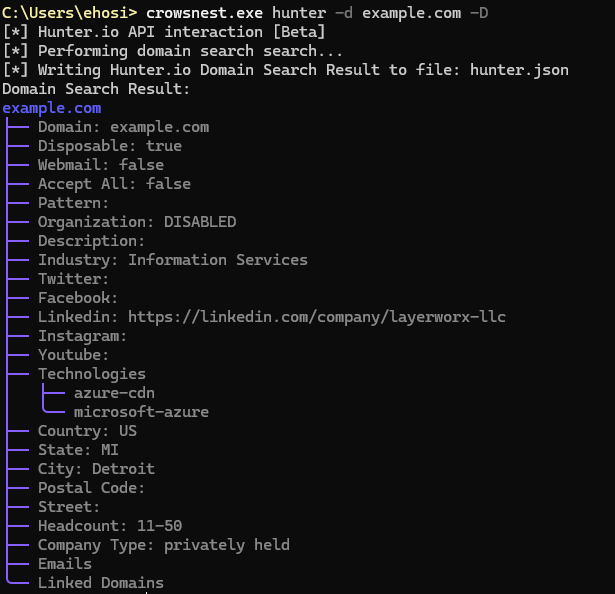 C:\Users\ehosi> crowsnest.exe hunter -d example.com -D
[*] Hunter.io API interaction [Beta]
[*] Performing domain search search...
[*] Writing Hunter.io Domain Search Result to file: hunter.json
Domain Search Result:
example.com
Domain: example.com
Disposable: true
Webmail: false
Accept All: false
Pattern:
Organization: DISABLED
Description:
Industry: Information Services
Twitter:
Facebook:
Linkedin: https://linkedin.com/company/layerworx-llc
Instagram:
Youtube:
Technologies
azure-cdn
microsoft-azure
Country: US
State: MI
City: Detroit
Postal Code:
Street:
Headcount: 11-50
Company Type: privately held
Emails
Linked Domains